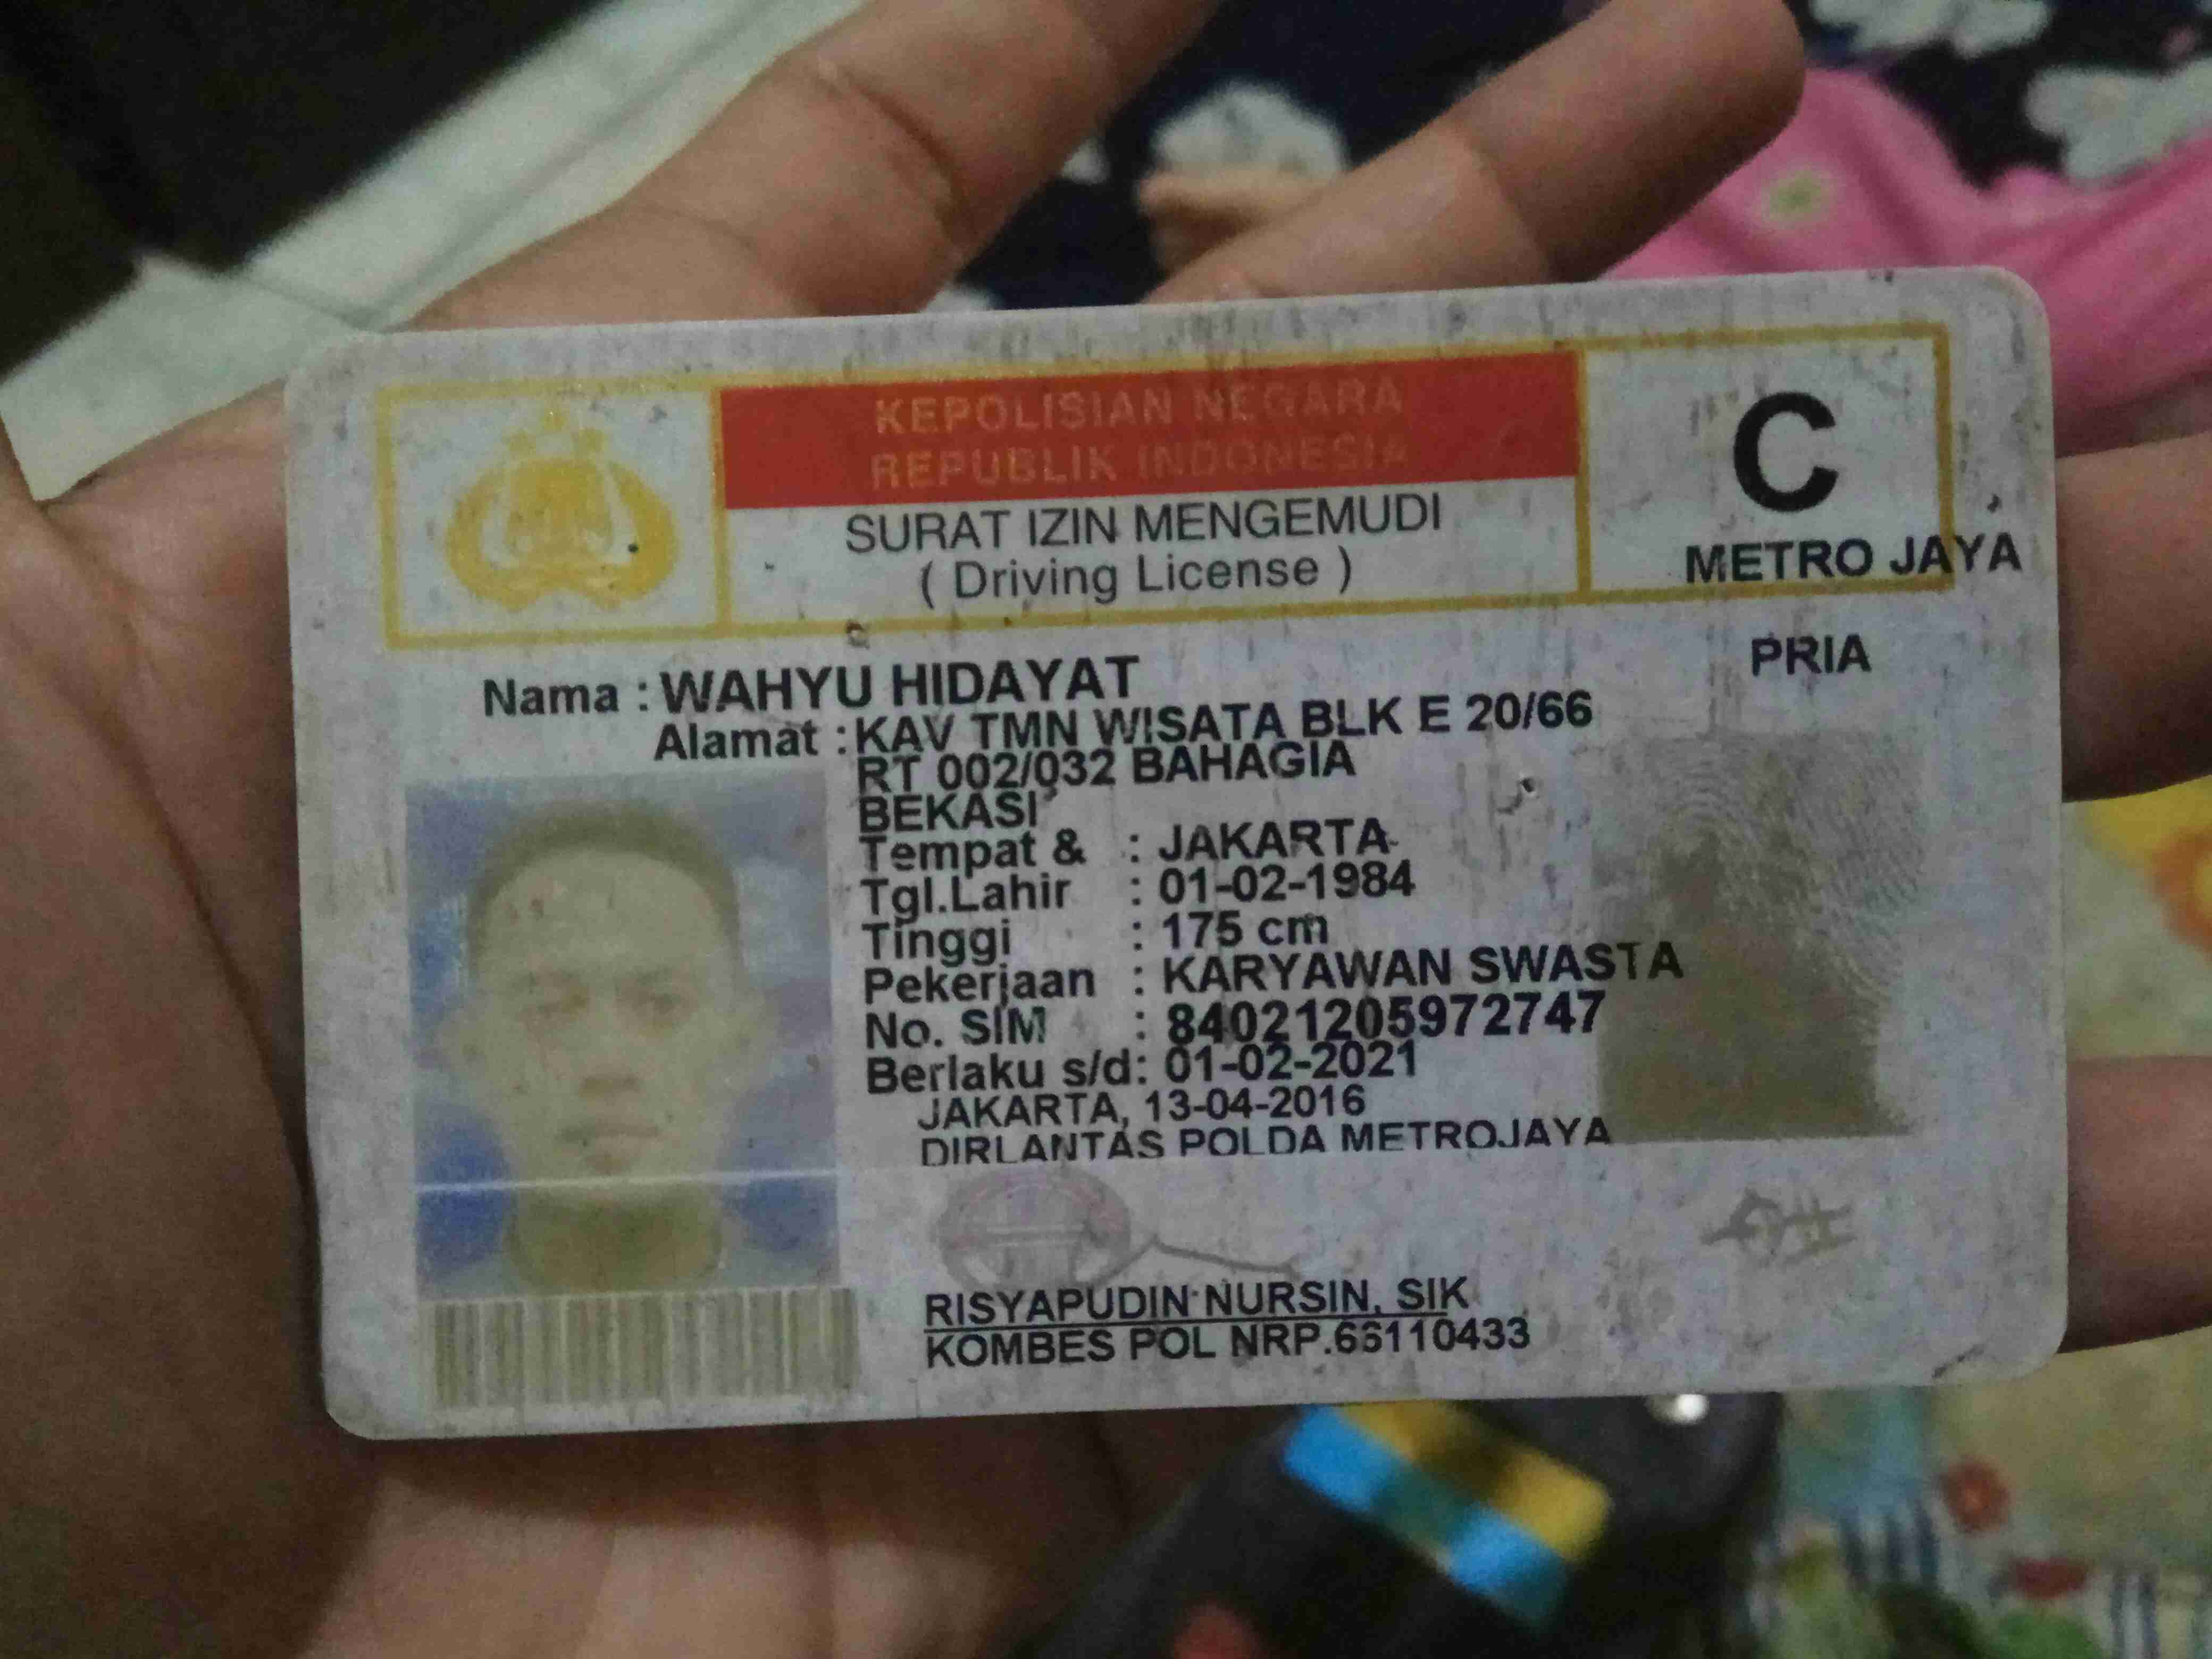 KEPOLISIAN NEGARA
REPUBLIK INDONESIA
SURAT IZIN MENGEMUDI
( Driving License )
C
METRO JAYA
PRIA
Nama : WAHYU HIDAYAT
Alamat : KAV TMN WISATA BLK E 20/66
RT 002/032 BAHAGIA
BEKASI
Tempat & : JAKARTA
Tgl.Lahir : 01-02-1984
Tinggi : 175 cm
Pekerjaan : KARYAWAN SWASTA
No. SIM : 84021205972747
Berlaku s/d: 01-02-2021
JAKARTA, 13-04-2016
DIRLANTAS POLDA METROJAYA
RISYAPUDIN NURSIN, SIK
KOMBES POL NRP.66110433